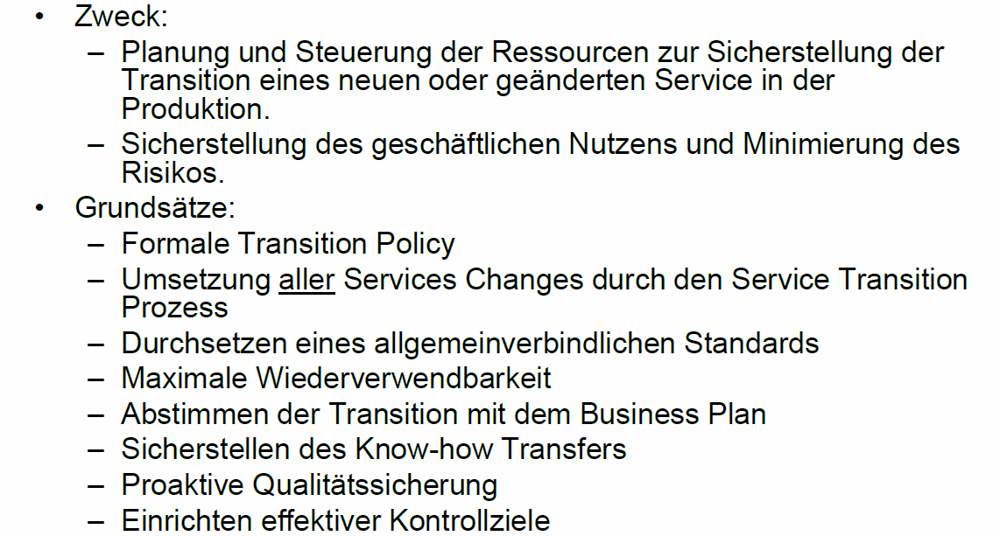 • Zweck:
– Planung und Steuerung der Ressourcen zur Sicherstellung der
Transition eines neuen oder geänderten Service in der
Produktion.
– Sicherstellung des geschäftlichen Nutzens und Minimierung des
Risikos.
• Grundsätze:
– Formale Transition Policy
– Umsetzung aller Services Changes durch den Service Transition
Prozess
– Durchsetzen eines allgemeinverbindlichen Standards
– Maximale Wiederverwendbarkeit
– Abstimmen der Transition mit dem Business Plan
– Sicherstellen des Know-how Transfers
– Proaktive Qualitätssicherung
– Einrichten effektiver Kontrollziele